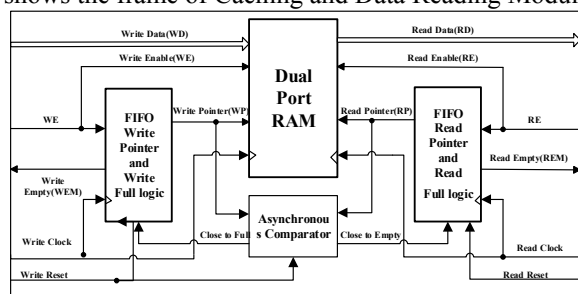 shows the frame of Caching and Data Reading Modul
Write Data(WD)
Read Data(RD)
Write Enable(WE)
Read Enable(RE)
Dual
Port
RAM
WE
FIFO
Write
Pointer
and
Write
Full logic
Write Pointer(WP)
Read Pointer(RP)
FIFO
Read
Pointer
and
Read
Full logic
RE
Write
Empty(WEM)
Read Empty(REM)
Asynchronou
s Comparator
Close to Full
Close to Empty
Write Clock
Read Clock
Write Reset
Read Reset